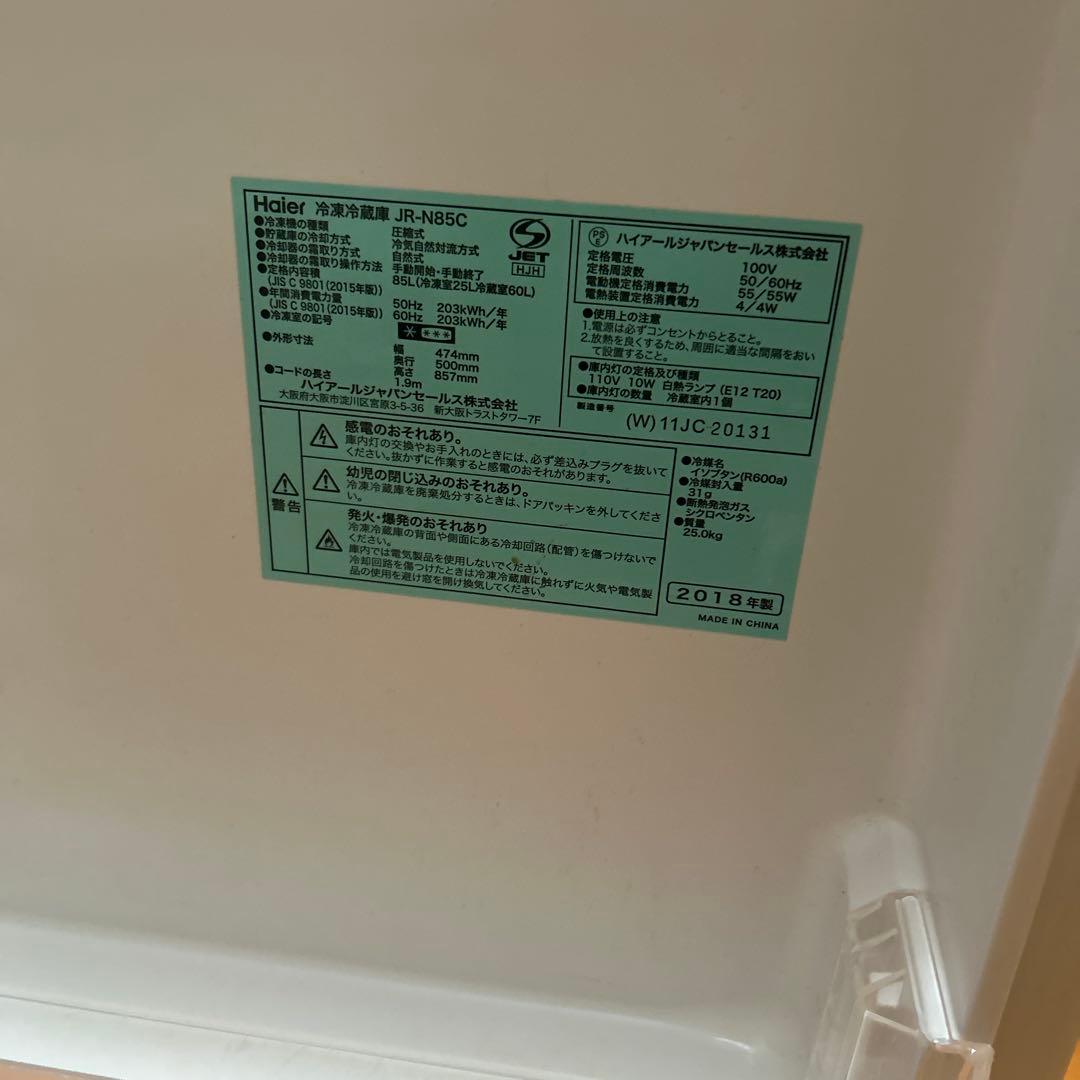 Haier 冷凍冷蔵庫 JR-N85C
●冷凍機の種類 圧縮式
●貯蔵庫の冷却方式 冷気自然対流方式
●冷却器の霜取り方式 自然式
●冷却器の霜取り操作方法 手動開始・手動終了
●定格内容積 85L(冷凍室25L冷蔵室60L)
(JIS C 9801(2015年版))
●年間消費電力量 50Hz 203kWh/年
(JIS C 9801(2015年版)) 60Hz 203kWh/年
●冷凍室の記号
●外形寸法 幅 474mm
奥行 500mm
高さ 857mm
●コードの長さ 1.9m
ハイアールジャパンセールス株式会社
大阪府大阪市淀川区宮原3-5-36 新大阪トラストタワー7F
JET
HJH
PS
E
ハイアールジャパンセールス株式会社
定格電圧 100V
定格周波数 50/60Hz
電動機定格消費電力 55/55W
電熱装置定格消費電力 4/4W
●使用上の注意
1.電源は必ずコンセントからとること。
2.放熱を良くするため、周囲に適当な間隔をおい
て設置すること。
●庫内灯の定格及び種類
110V 10W 白熱ランプ(E12 T20)
●庫内灯の数量 冷蔵室内1個
製造番号
(W)11JC 20131
警告
感電のおそれあり。
庫内灯の交換やお手入れのときには、必ず差込みプラグを抜いて
ください。抜かずに作業すると感電のおそれがあります。
幼児の閉じ込みのおそれあり。
冷凍冷蔵庫を廃棄処分するときは、ドアパッキンを外してくださ
い。
発火・爆発のおそれあり
冷凍冷蔵庫の背面や側面にある冷却回路(配管)を傷つけないで
ください。
庫内では電気製品を使用しないでください。
冷却回路を傷つけたときは冷凍冷蔵庫に触れずに火気や電気製
品の使用を避け窓を開け換気してください。
●冷媒名
イソブタン(R600a)
●冷媒封入量
31g
●断熱発泡ガス
シクロペンタン
●質量
25.0kg
2018年製
MADE IN CHINA